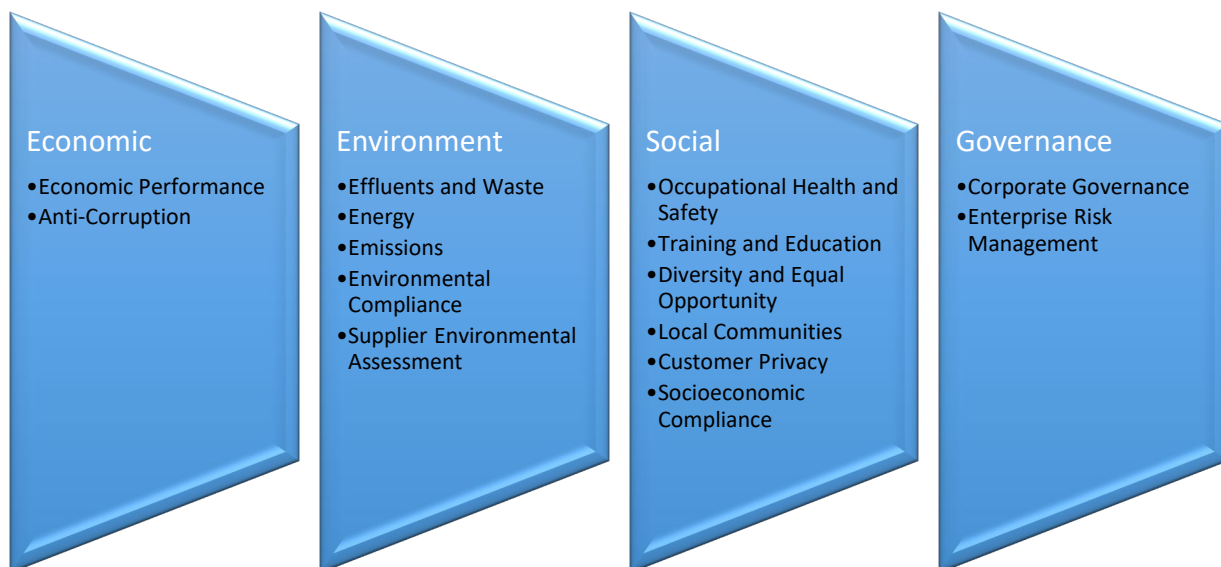 Economic
•Economic Performance
•Anti-Corruption
Environment
•Effluents and Waste
•Energy
•Emissions
•Environmental
Compliance
•Supplier Environmental
Assessment
Social
•Occupational Health and
Safety
•Training and Education
•Diversity and Equal
Opportunity
•Local Communities
•Customer Privacy
•Socioeconomic
Compliance
Governance
•Corporate Governance
•Enterprise Risk
Management